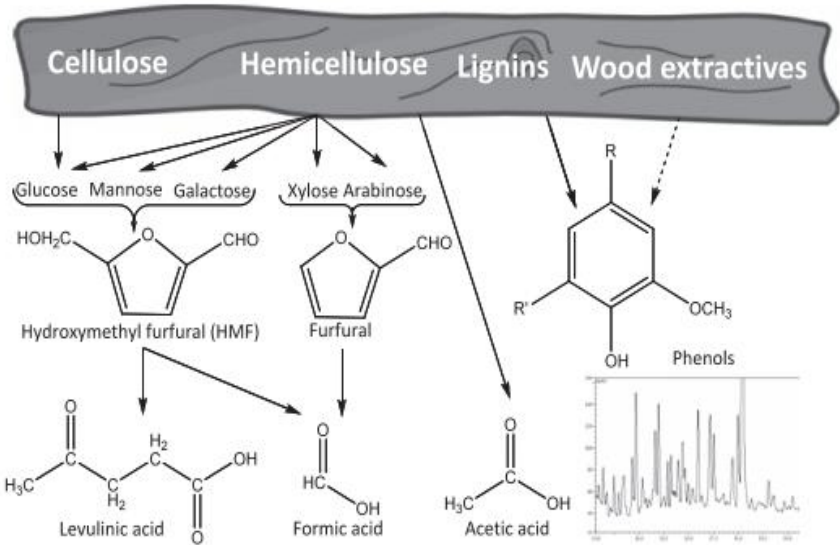 Cellulose Hemicellulose Lignins Wood extractives
Glucose Mannose Galactose Xylose Arabinose
R
HOH₂C O CHO
O CHO
R' OCH₃
OH
Hydroxymethyl furfural (HMF) Furfural
Phenols
O
C
H₂
C
OH
H₃C
C
H₂
C
O
Levulinic acid
O
HC
OH
Formic acid
O
C
H₃C
OH
Acetic acid